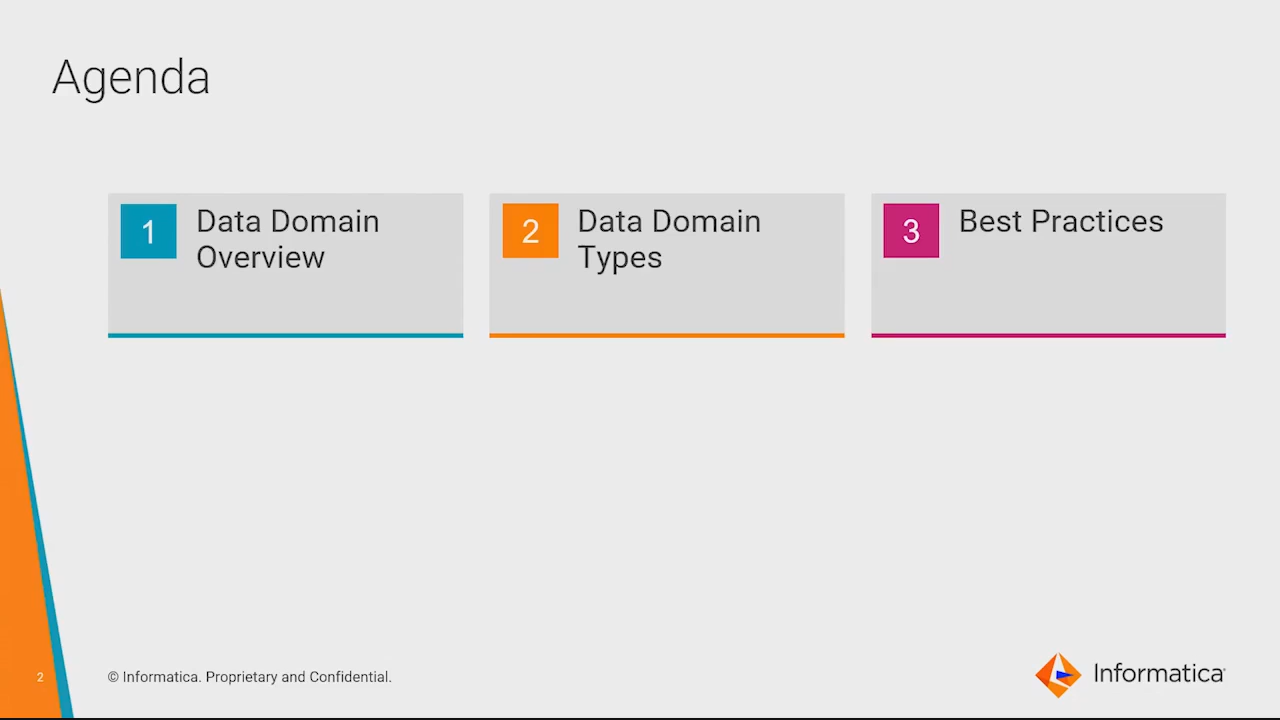 Agenda
1
Data Domain
Overview
2
Data Domain
Types
3
Best Practices
2
© Informatica. Proprietary and Confidential.
Informatica